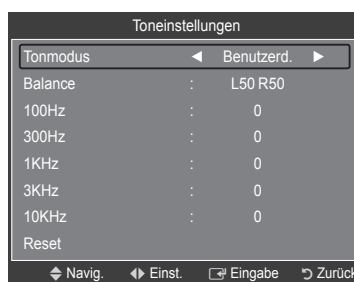 Toneinstellungen
Tonmodus ◄ Benutzerd. ►
Balance : L50 R50
100Hz : 0
300Hz : 0
1KHz : 0
3KHz : 0
10KHz : 0
Reset
Navig. Einst. Eingabe Zurück